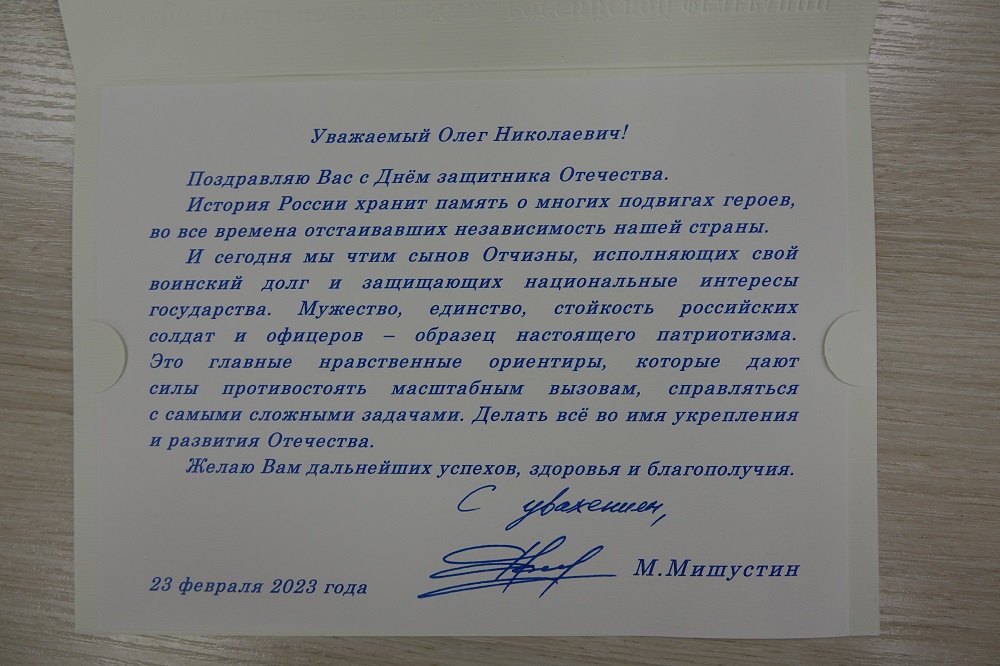 Уважаемый Олег Николаевич!
Поздравляю Вас с Днём защитника Отечества.
История России хранит память о многих подвигах героев,
во все времена отстаивавших независимость нашей страны.
И сегодня мы чтим сынов Отчизны, исполняющих свой
воинский долг и защищающих национальные интересы
государства. Мужество, единство, стойкость российских
солдат и офицеров – образец настоящего патриотизма.
Это главные нравственные ориентиры, которые дают
силы противостоять масштабным вызовам, справляться
с самыми сложными задачами. Делать всё во имя укрепления
и развития Отечества.
Желаю Вам дальнейших успехов, здоровья и благополучия.
С уважением,
М.Мишустин
23 февраля 2023 года